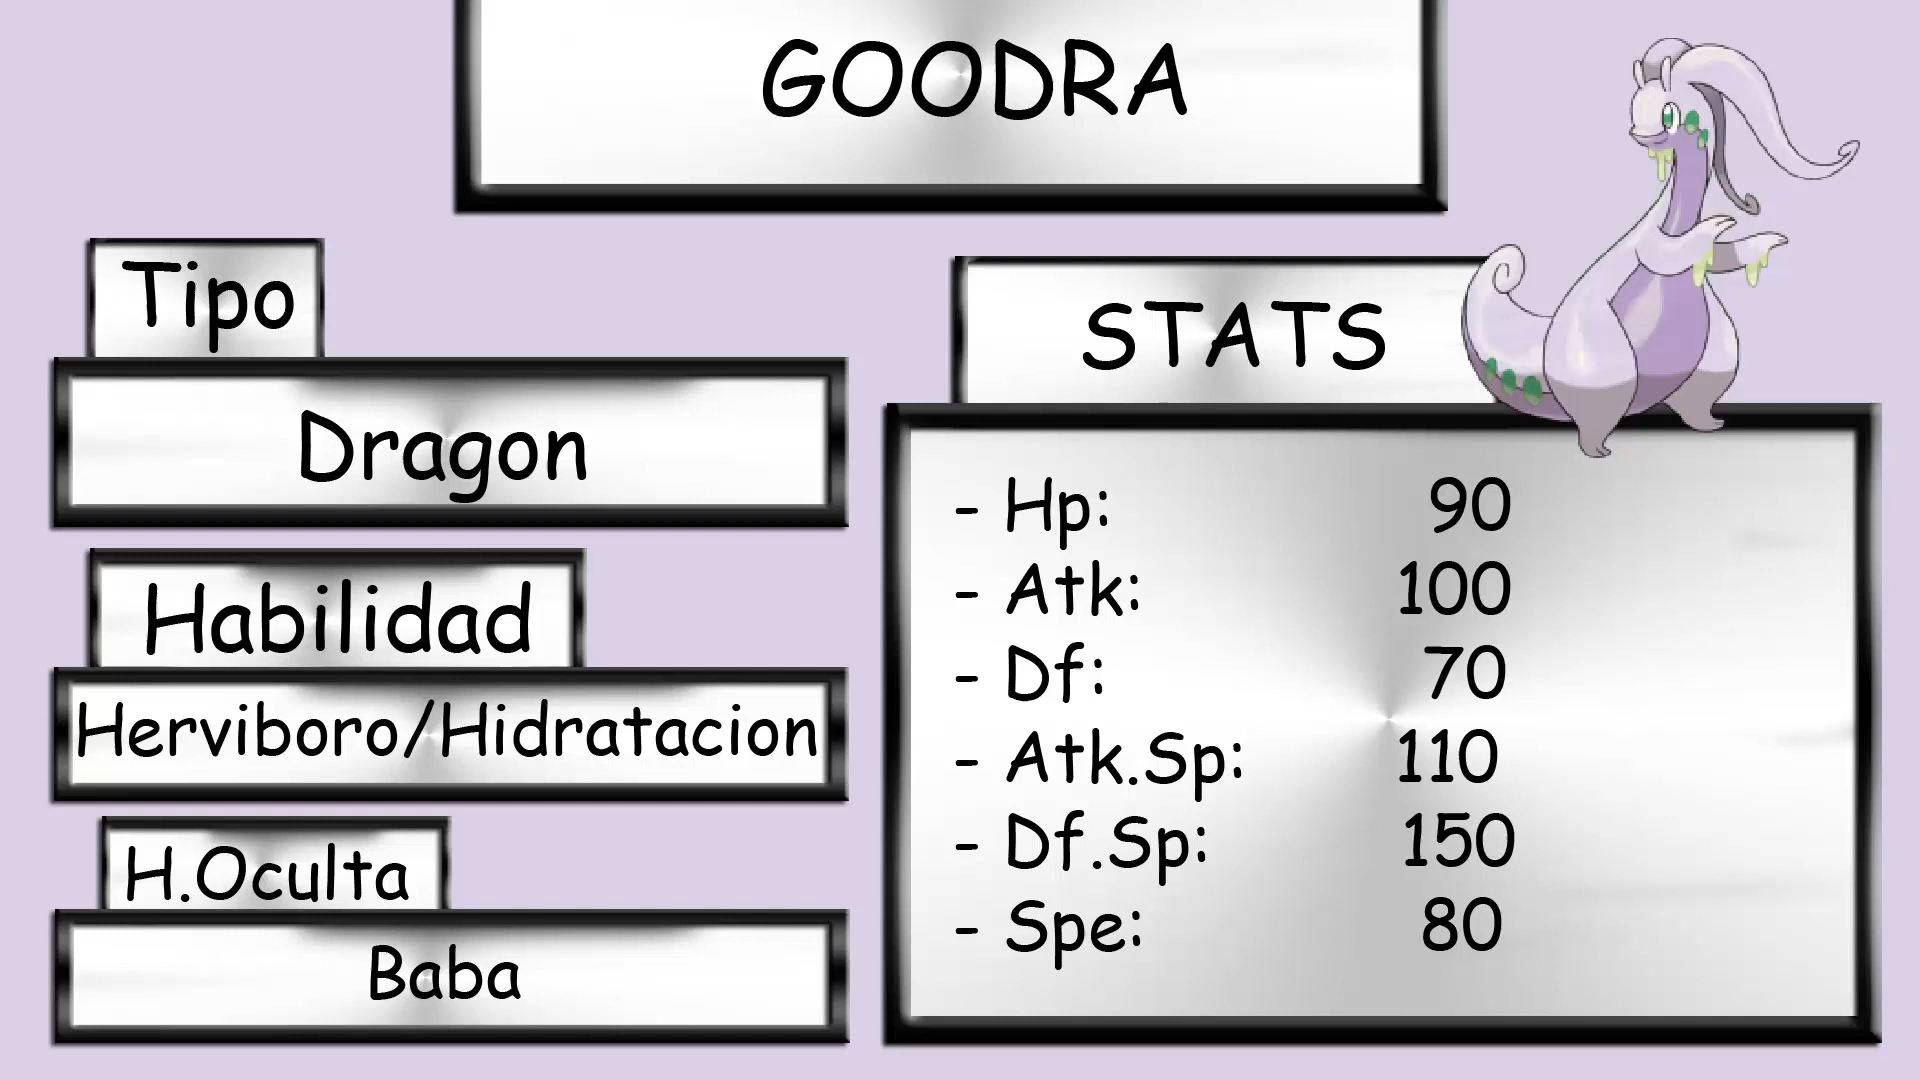 GOODRA
Tipo
Dragon
Habilidad
Herviboro/Hidratacion
H.Oculta
Baba
STATS
- Hp: 90
- Atk: 100
- Df: 70
- Atk.Sp: 110
- Df.Sp: 150
- Spe: 80